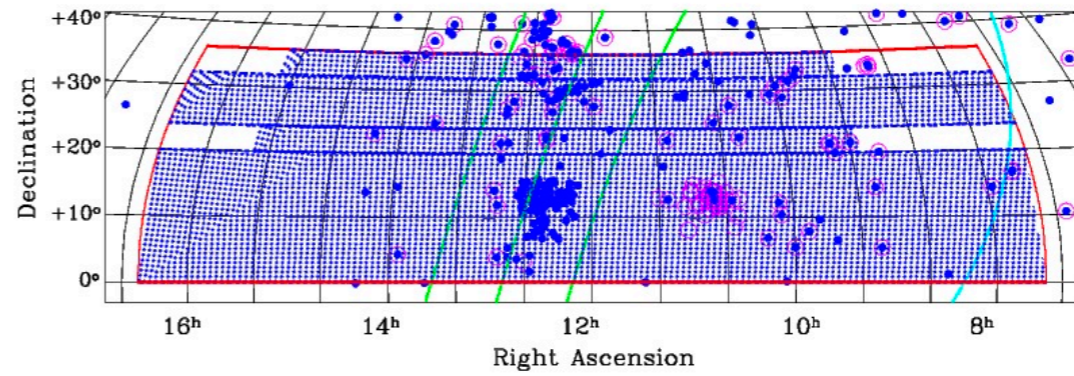 +40°
+30°
+20°
+10°
0°
Declination
16ʰ 14ʰ 12ʰ 10ʰ 8ʰ
Right Ascension